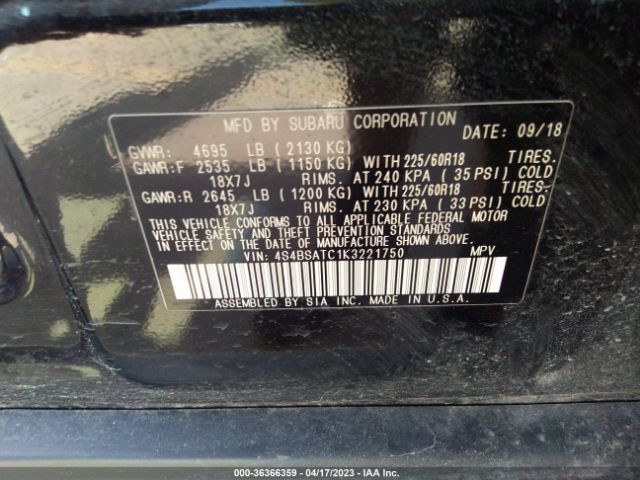 MFD BY SUBARU CORPORATION
DATE: 09/18
GVWR: 4695 LB (2130 KG)
GAWR:F 2535 LB (1150 KG) WITH 225/60R18 TIRES.
18X7J RIMS. AT 240 KPA (35 PSI) COLD
GAWR:R 2645 LB (1200 KG) WITH 225/60R18 TIRES.
18X7J RIMS. AT 230 KPA (33 PSI) COLD
THIS VEHICLE CONFORMS TO ALL APPLICABLE FEDERAL MOTOR
VEHICLE SAFETY AND THEFT PREVENTION STANDARDS
IN EFFECT ON THE DATE OF MANUFACTURE SHOWN ABOVE.
VIN: 4S4BSATC1K3221750 MPV
ASSEMBLED BY SIA INC. MADE IN U.S.A.
000-36366359 - 04/17/2023 - IAA Inc.